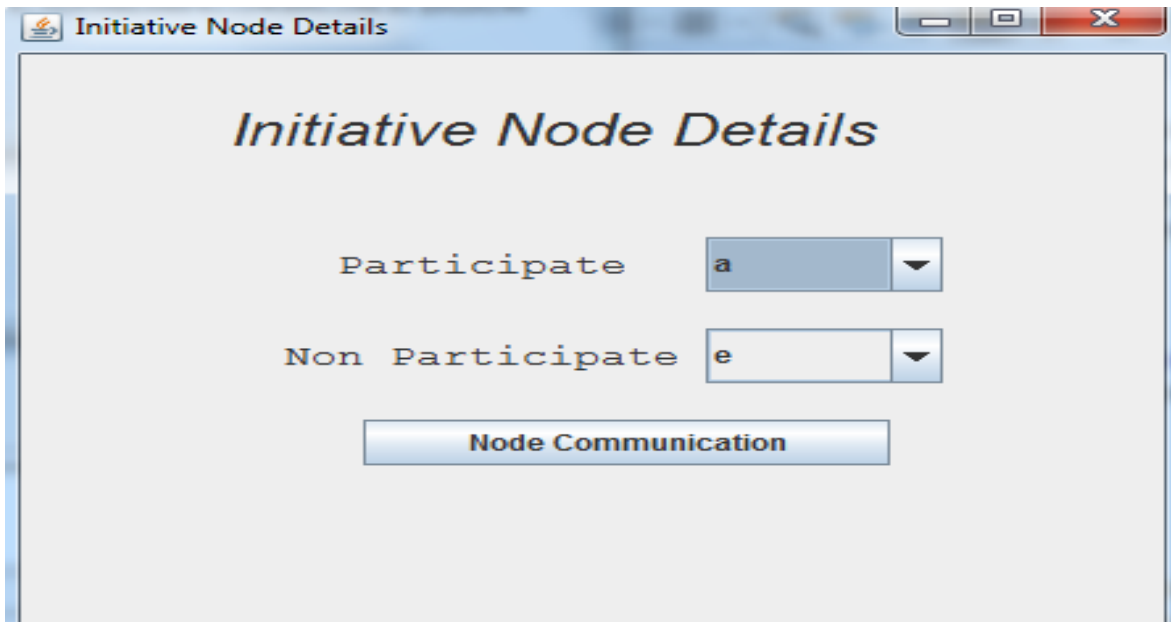 Initiative Node Details
Initiative Node Details
Participate a
Non Participate e
Node Communication